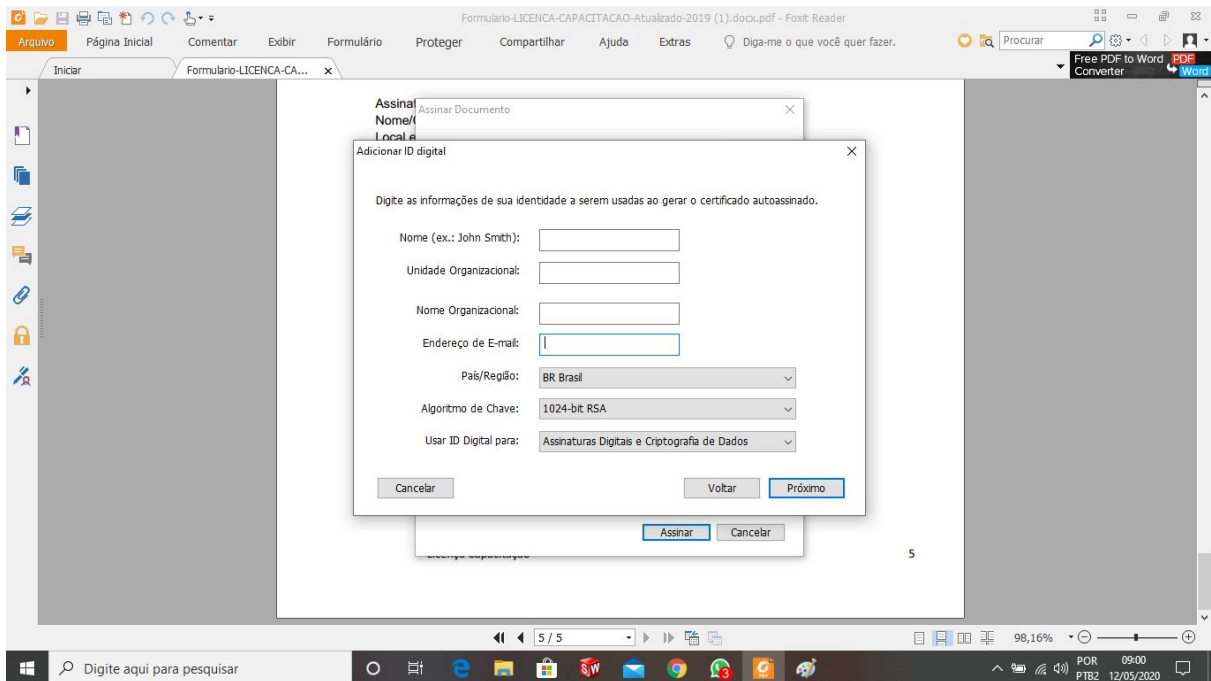 Formulario-LICENCA-CAPACITACAO-Atualizado-2019 (1).docx.pdf - Foxit Reader
Arquivo Página Inicial Comentar Exibir Formulário Proteger Compartilhar Ajuda Extras Diga-me o que você quer fazer. Procurar
Iniciar Formulario-LICENCA-CA... x
Free PDF to Word
Converter
PDF
Word
Assinar Documento
Nome/
Local e
Adicionar ID digital
Digite as informações de sua identidade a serem usadas ao gerar o certificado autoassinado.
Nome (ex.: John Smith):
Unidade Organizacional:
Nome Organizacional:
Endereço de E-mail:
País/Região: BR Brasil
Algoritmo de Chave: 1024-bit RSA
Usar ID Digital para: Assinaturas Digitais e Criptografia de Dados
Cancelar Voltar Próximo
Assinar Cancelar
5
5 / 5
98,16%
Digite aqui para pesquisar
POR 09:00
PTB2 12/05/2020